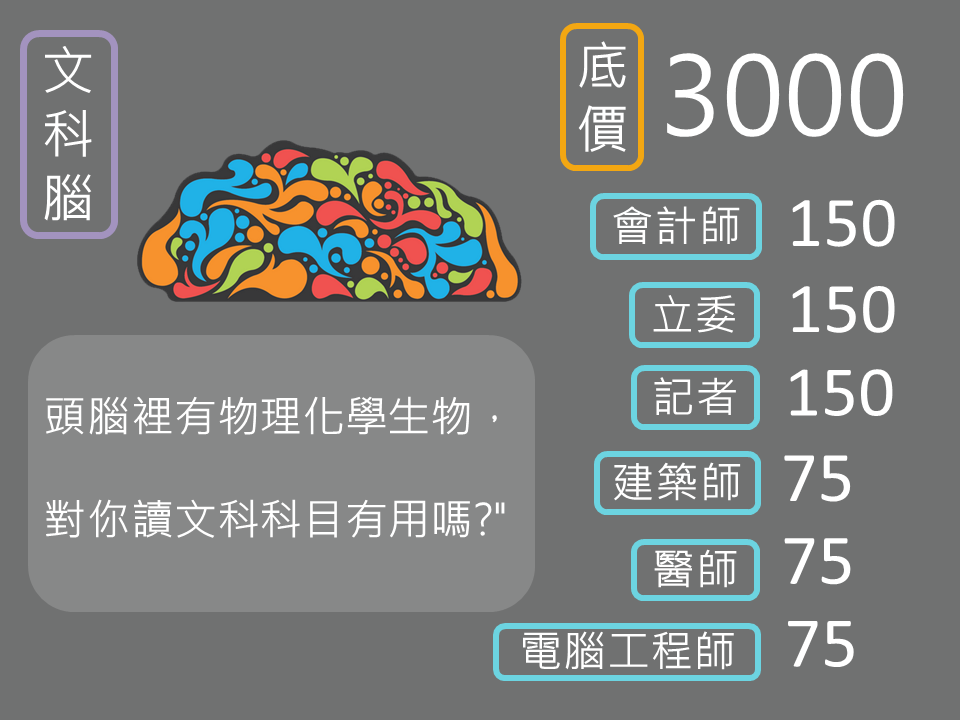 文科腦
底價 3000
會計師 150
立委 150
記者 150
建築師 75
醫師 75
電腦工程師 75
頭腦裡有物理化學生物，
對你讀文科科目有用嗎?"